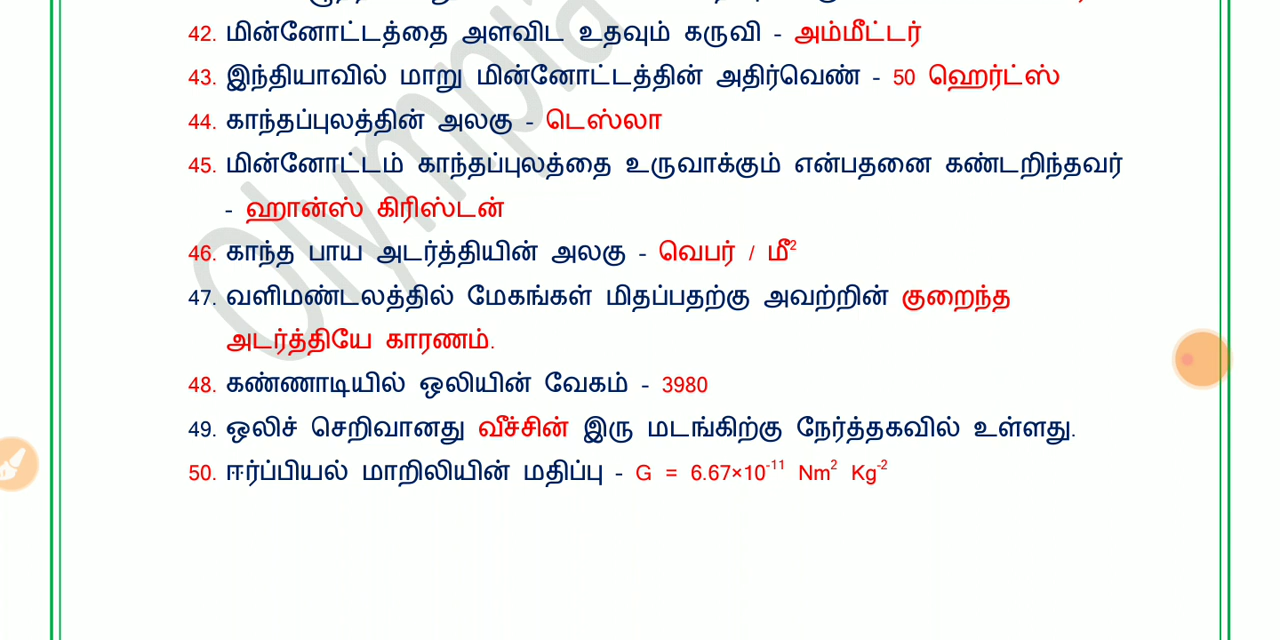 42. மின்னோட்டத்தை அளவிட உதவும் கருவி - அம்மீட்டர்
43. இந்தியாவில் மாறு மின்னோட்டத்தின் அதிர்வெண் - 50 ஹெர்ட்ஸ்
44. காந்தப்புலத்தின் அலகு - டெஸ்லா
45. மின்னோட்டம் காந்தப்புலத்தை உருவாக்கும் என்பதனை கண்டறிந்தவர்
- ஹான்ஸ் கிரிஸ்டன்
46. காந்த பாய அடர்த்தியின் அலகு - வெபர் / மீ²
47. வளிமண்டலத்தில் மேகங்கள் மிதப்பதற்கு அவற்றின் குறைந்த
அடர்த்தியே காரணம்.
48. கண்ணாடியில் ஒலியின் வேகம் - 3980
49. ஒலிச் செறிவானது வீச்சின் இரு மடங்கிற்கு நேர்த்தகவில் உள்ளது.
50. ஈர்ப்பியல் மாறிலியின் மதிப்பு - G = 6.67×10⁻¹¹ Nm² Kg⁻²